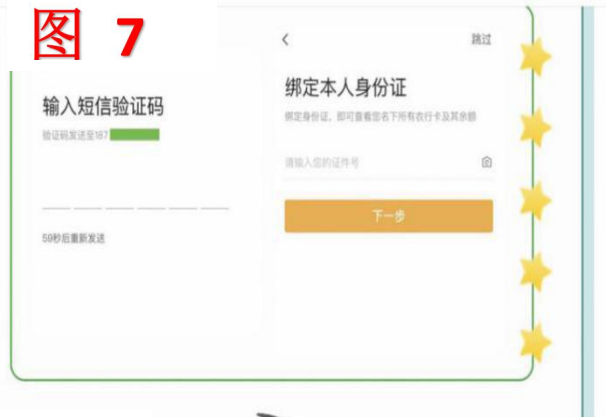 图 7
输入短信验证码
验证码发送至187
59秒后重新发送
跳过
绑定本人身份证
绑定身份证，即可查看您名下所有农行卡及其余额
请输入您的证件号
下一步